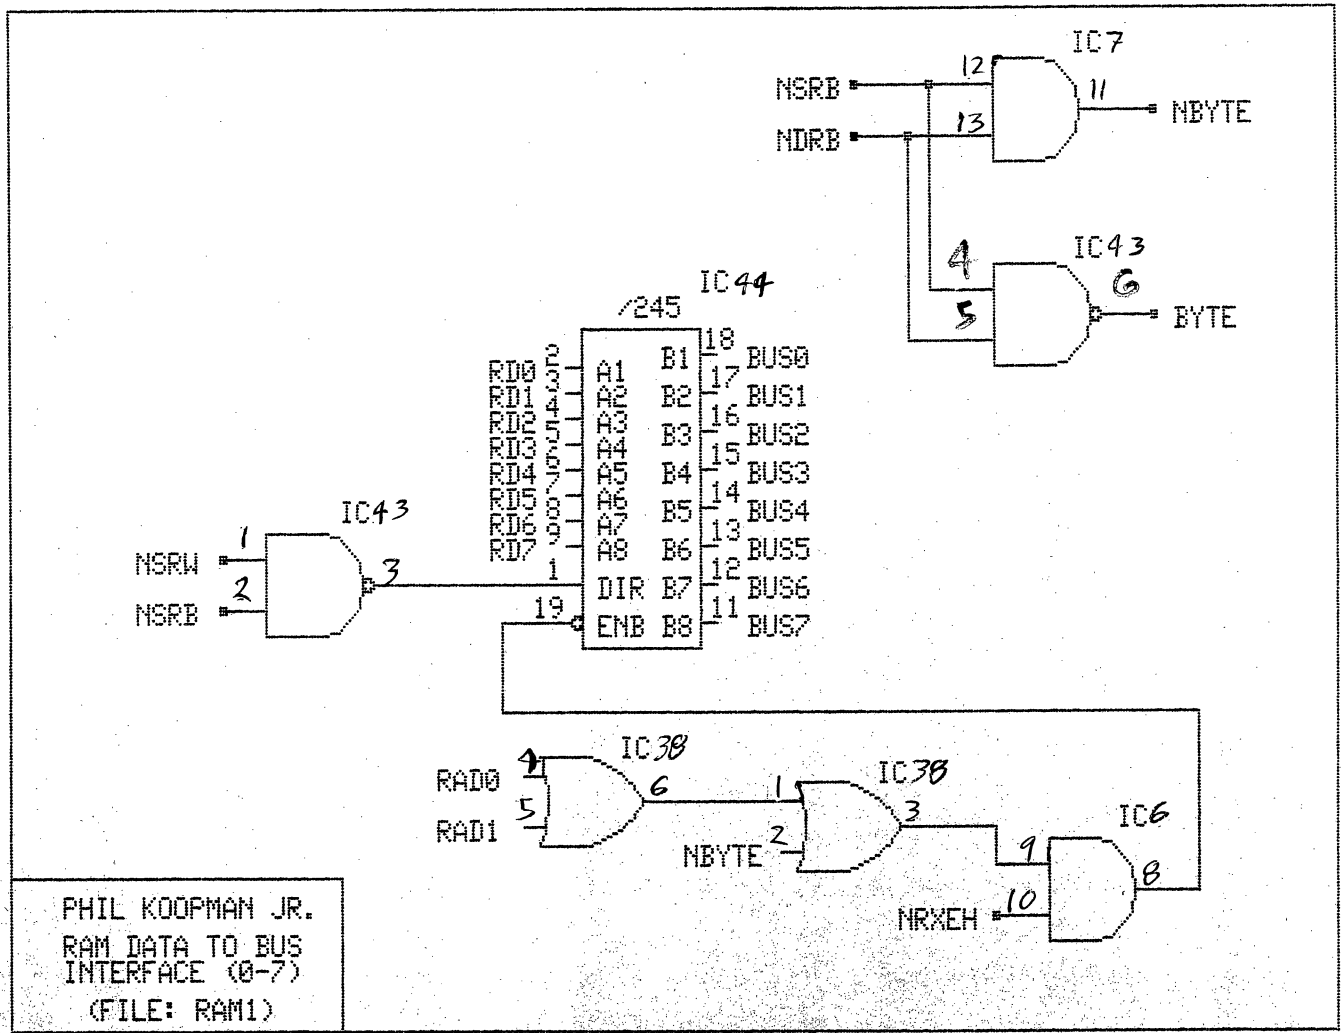 IC7
NSRB 12 11 NBYTE
NDRB 13
IC43
4 6 BYTE
5
IC44
/245
RD0 2 A1 B1 18 BUS0
RD1 3 A2 B2 17 BUS1
RD2 4 A3 B3 16 BUS2
RD3 5 A4 B4 15 BUS3
RD4 6 A5 B5 14 BUS4
RD5 7 A6 B6 13 BUS5
RD6 8 A7 B7 12 BUS6
RD7 9 A8 B8 11 BUS7
1 DIR
19 ENB
IC43
NSRW 1 3
NSRB 2
IC38
RAD0 4 6
RAD1 5
IC38
1 3
NBYTE 2
IC6
9 8
NRXEH 10
PHIL KOOPMAN JR.
RAM DATA TO BUS
INTERFACE (0-7)
(FILE: RAM1)